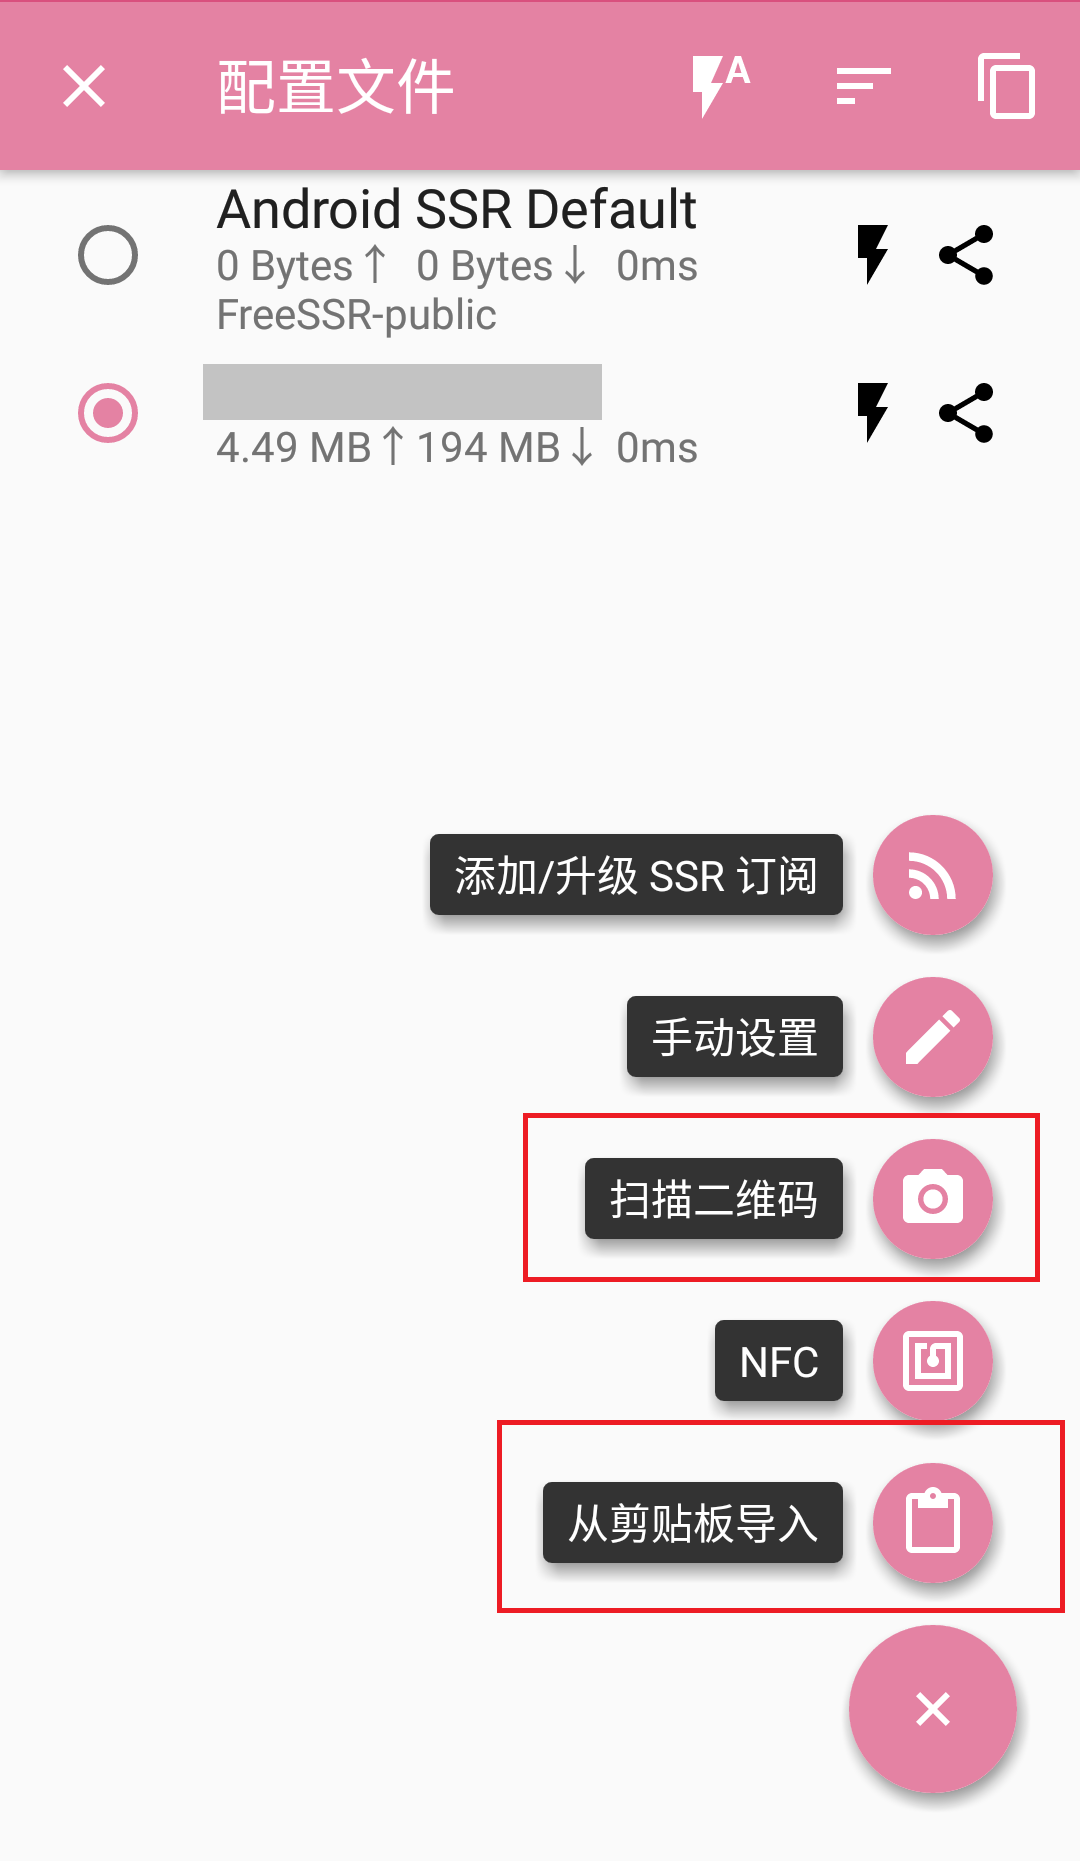 配置文件
A
Android SSR Default
0 Bytes↑ 0 Bytes↓ 0ms
FreeSSR-public
4.49 MB↑ 194 MB↓ 0ms
添加/升级 SSR 订阅
手动设置
扫描二维码
NFC
从剪贴板导入